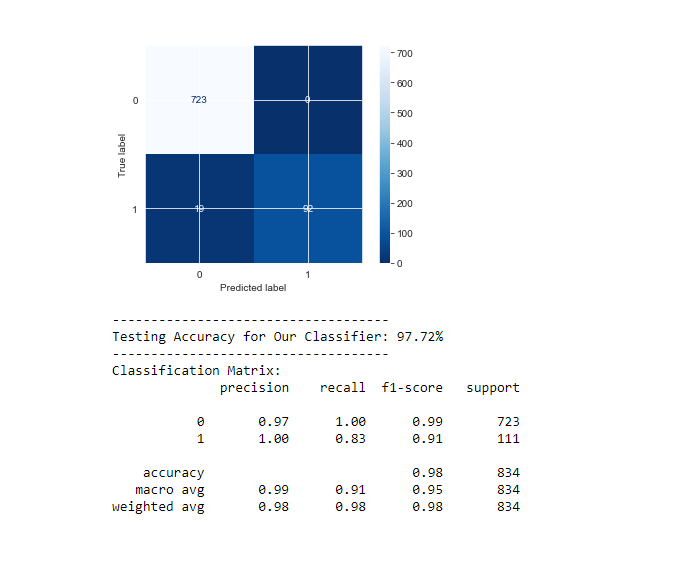 700
600
500
400
300
200
100
0
723 0
19 92
0
1
True label
0 1
Predicted label
-----------------------------------
Testing Accuracy for Our Classifier: 97.72%
-----------------------------------
Classification Matrix:
precision recall f1-score support
0 0.97 1.00 0.99 723
1 1.00 0.83 0.91 111
accuracy 0.98 834
macro avg 0.99 0.91 0.95 834
weighted avg 0.98 0.98 0.98 834